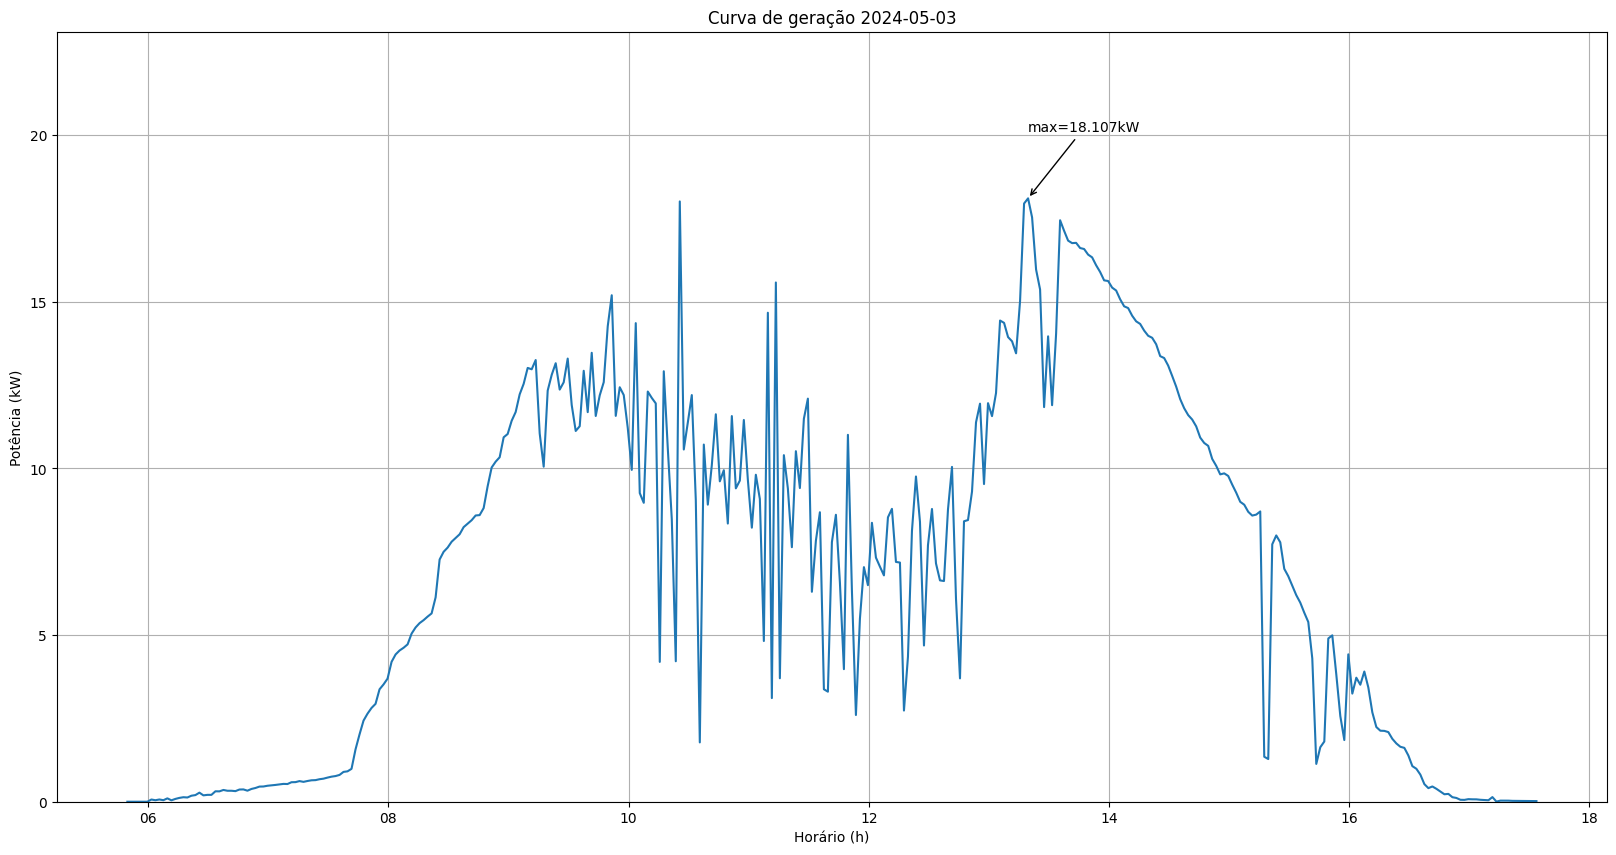 Curva de geração 2024-05-03
max=18.107kW
20
15
10
5
0
Potência (kW)
06 08 10 12 14 16 18
Horário (h)